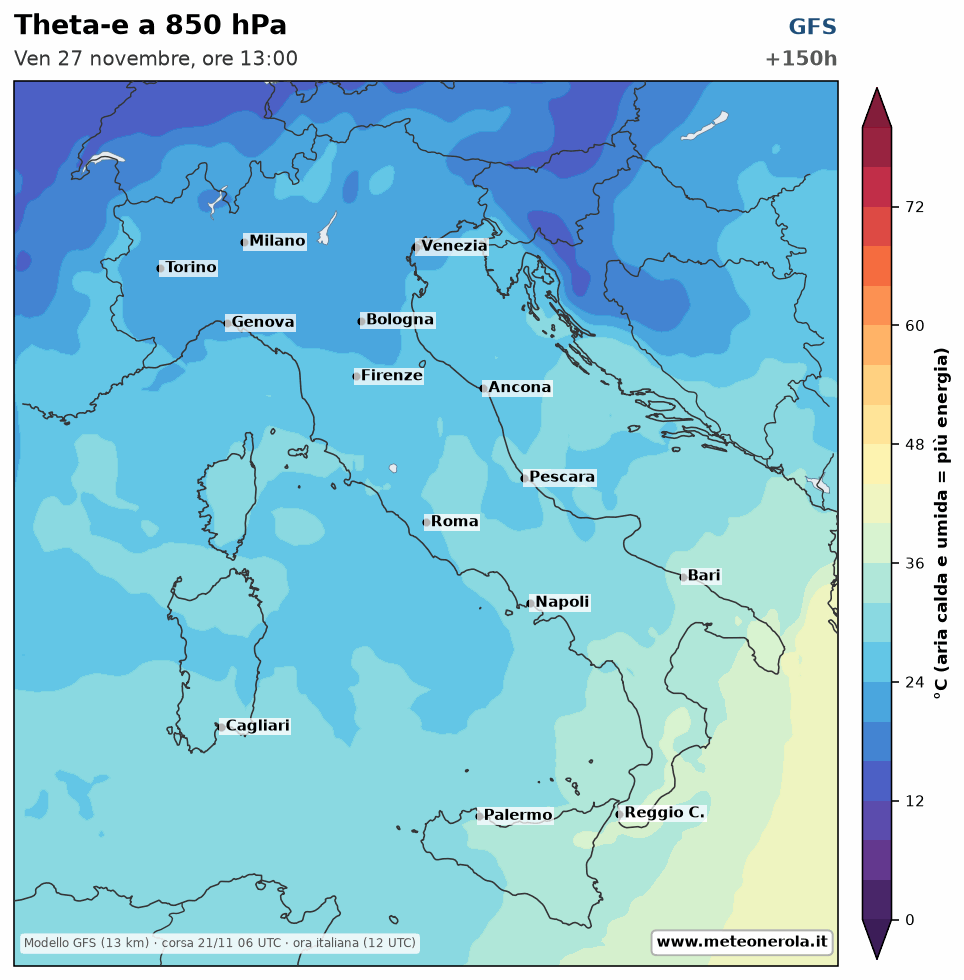 Theta-e a 850 hPa
GFS
Ven 27 novembre, ore 13:00
+150h
Milano
Venezia
Torino
Genova
Bologna
Firenze
Ancona
Pescara
Roma
Bari
Napoli
Cagliari
Palermo
Reggio C.
72
60
48
36
24
12
0
°C (aria calda e umida = più energia)
Modello GFS (13 km) · corsa 21/11 06 UTC · ora italiana (12 UTC)
www.meteonerola.it